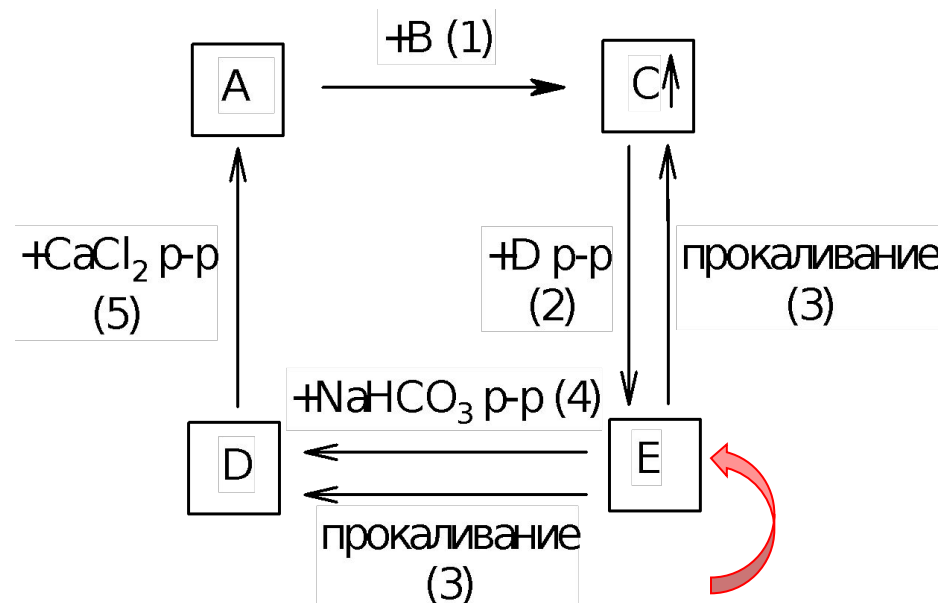 +B (1)
A
C↑
+CaCl₂ р-р
(5)
+D р-р
(2)
прокаливание
(3)
+NaHCO₃ р-р (4)
D
E
прокаливание
(3)